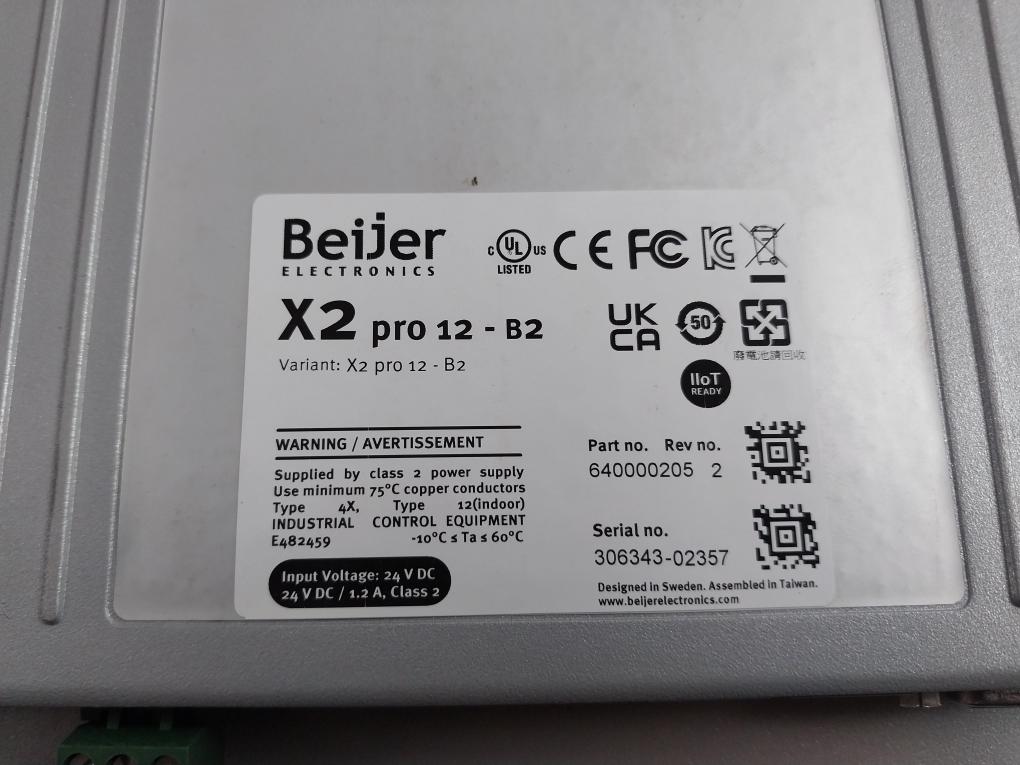 Beijer
ELECTRONICS
C UL US
LISTED
CE FC
X2 pro 12 - B2
Variant: X2 pro 12 - B2
UK
CA
50
廢電池請回收
IIoT
READY
WARNING / AVERTISSEMENT
Supplied by class 2 power supply
Use minimum 75°C copper conductors
Type 4X, Type 12(indoor)
INDUSTRIAL CONTROL EQUIPMENT
E482459 -10°C ≤ Ta ≤ 60°C
Input Voltage: 24 V DC
24 V DC / 1.2 A, Class 2
Part no. Rev no.
640000205 2
Serial no.
306343-02357
Designed in Sweden. Assembled in Taiwan.
www.beijerelectronics.com